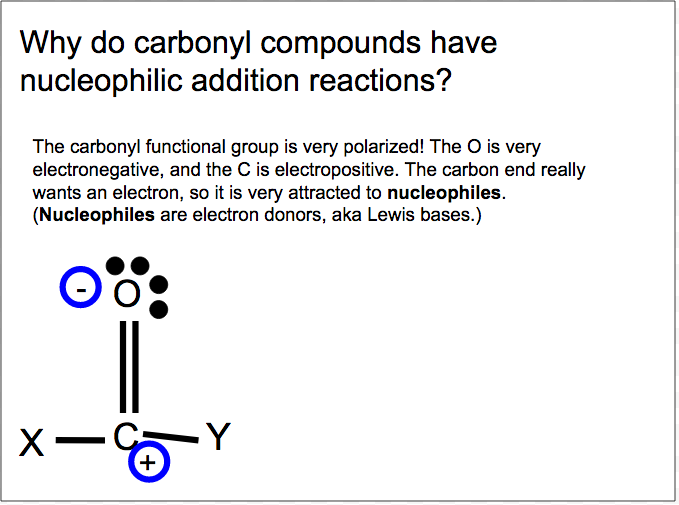 Why do carbonyl compounds have
nucleophilic addition reactions?
The carbonyl functional group is very polarized! The O is very
electronegative, and the C is electropositive. The carbon end really
wants an electron, so it is very attracted to nucleophiles.
(Nucleophiles are electron donors, aka Lewis bases.)
- O
X C Y
+